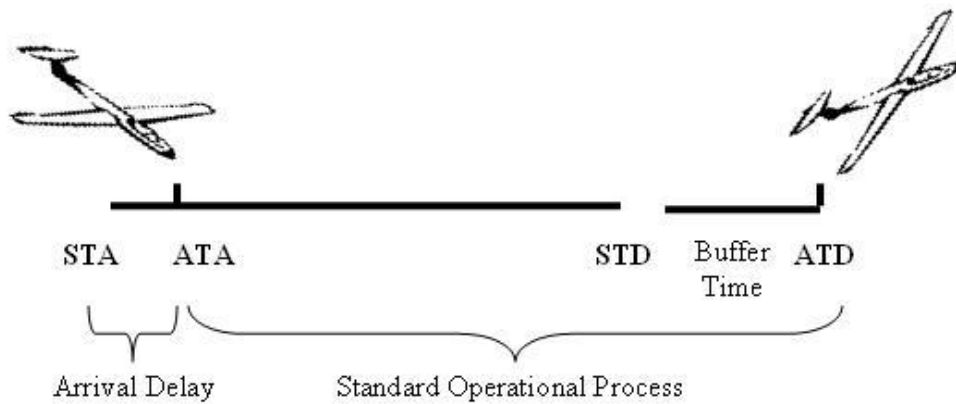 STA ATA STD Buffer Time ATD
Arrival Delay Standard Operational Process